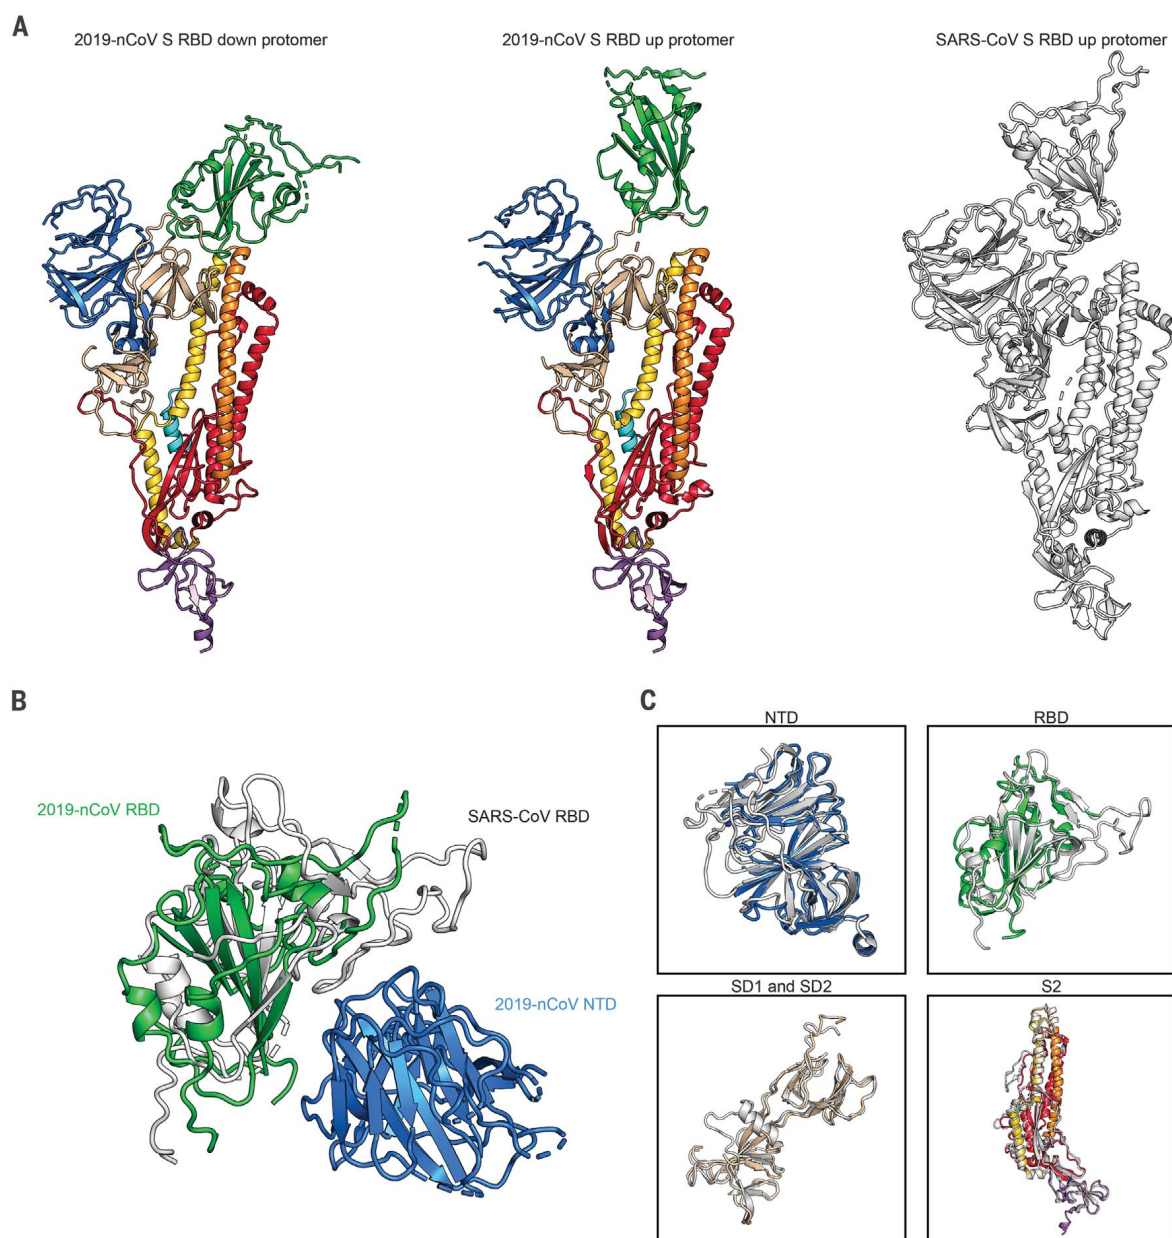 A
2019-nCoV S RBD down protomer
2019-nCoV S RBD up protomer
SARS-CoV S RBD up protomer
B
2019-nCoV RBD
SARS-CoV RBD
2019-nCoV NTD
C
NTD
RBD
SD1 and SD2
S2